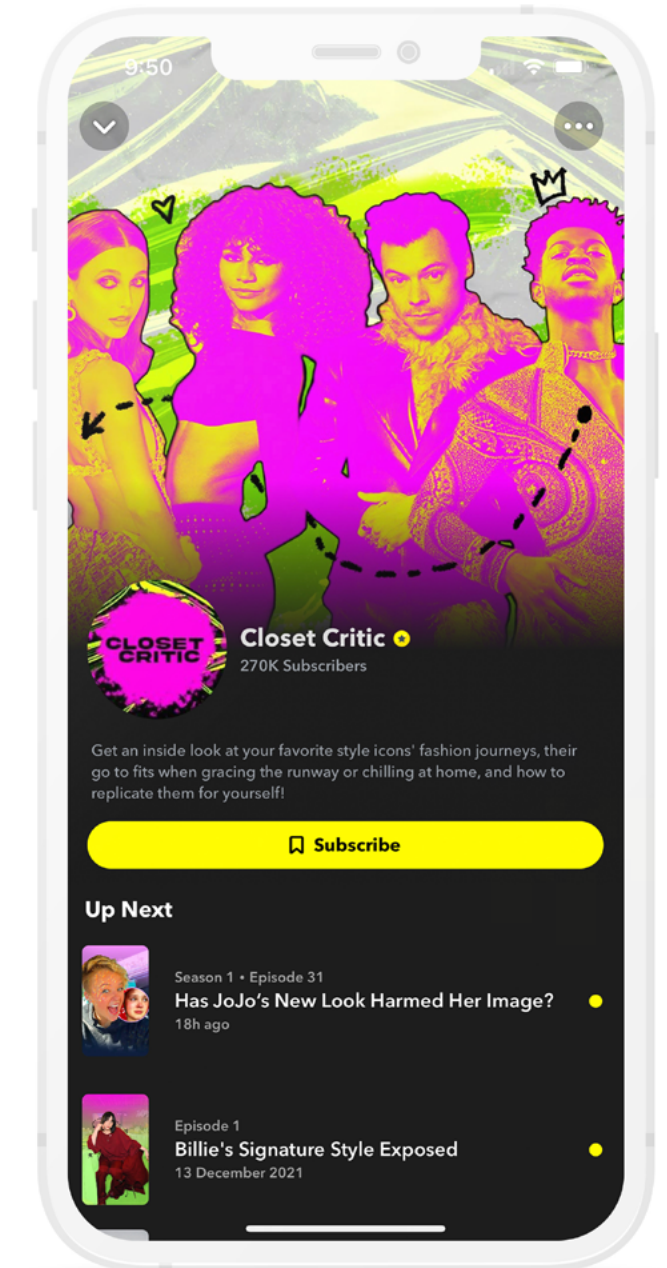 9:50
CLOSET
CRITIC
Closet Critic
270K Subscribers
Get an inside look at your favorite style icons' fashion journeys, their
go to fits when gracing the runway or chilling at home, and how to
replicate them for yourself!
Subscribe
Up Next
Season 1 • Episode 31
Has JoJo’s New Look Harmed Her Image?
18h ago
Episode 1
Billie's Signature Style Exposed
13 December 2021